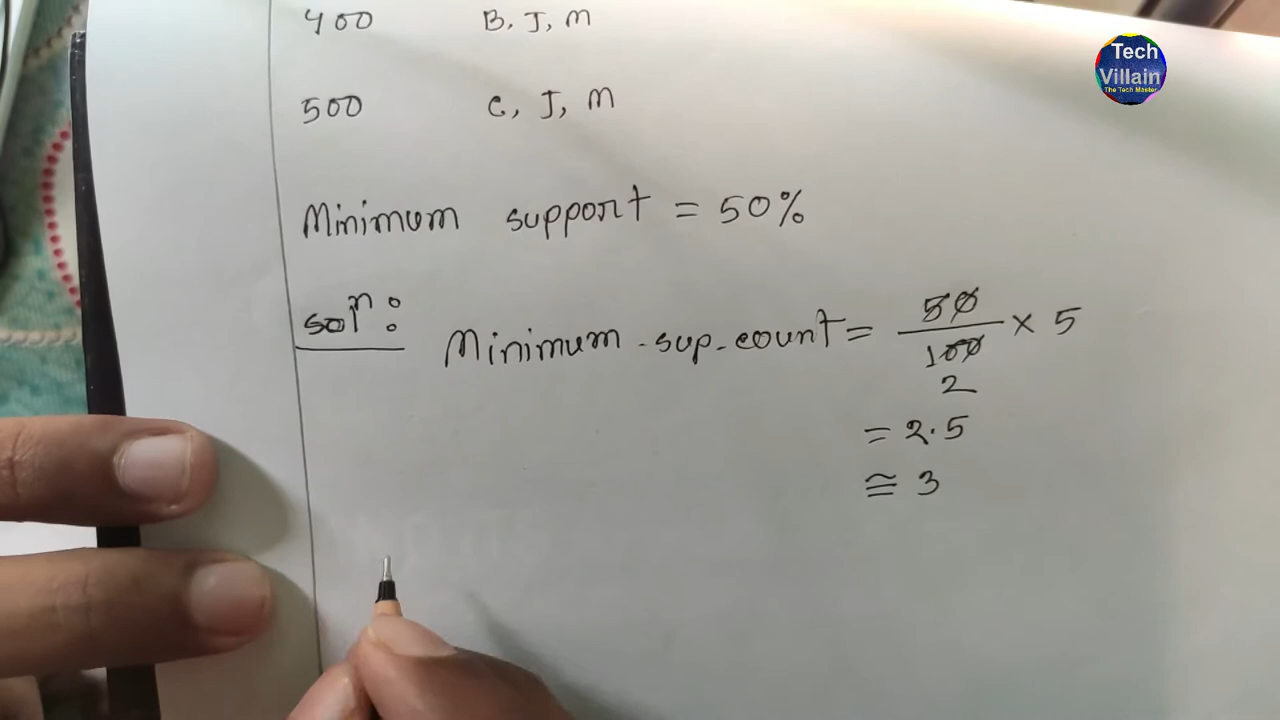 400 B, J, M
Tech
Villain
The Tech Master
500 C, J, M
Minimum support = 50%
solⁿ: Minimum-sup-count = 50/100 × 5
2
= 2.5
≅ 3